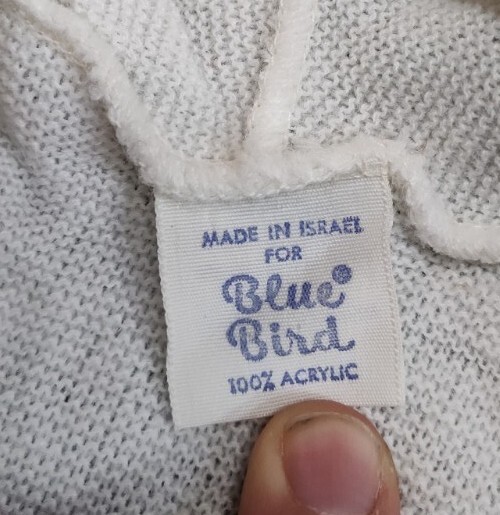 MADE IN ISRAEL
FOR
Blue®
Bird
100% ACRYLIC